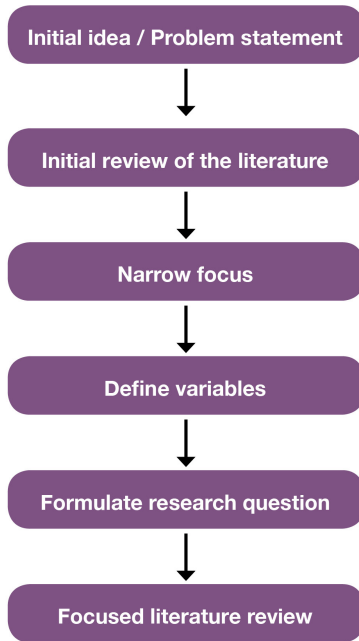 Initial idea / Problem statement
Initial review of the literature
Narrow focus
Define variables
Formulate research question
Focused literature review